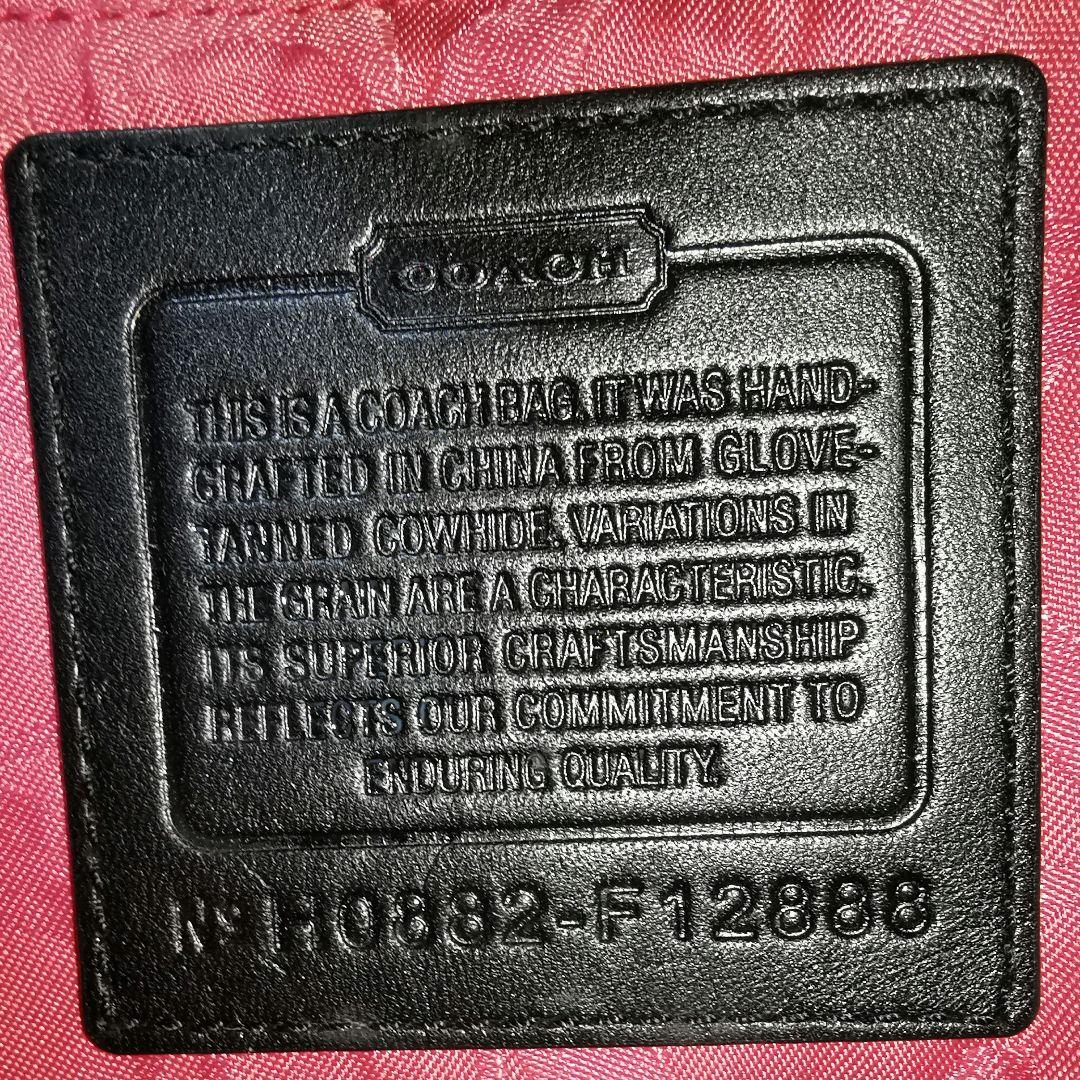 COACH
THIS IS A COACH BAG. IT WAS HAND-
CRAFTED IN CHINA FROM GLOVE-
TANNED COWHIDE. VARIATIONS IN
THE GRAIN ARE A CHARACTERISTIC.
ITS SUPERIOR CRAFTSMANSHIP
REFLECTS OUR COMMITMENT TO
ENDURING QUALITY.
Nº H0882-F12888